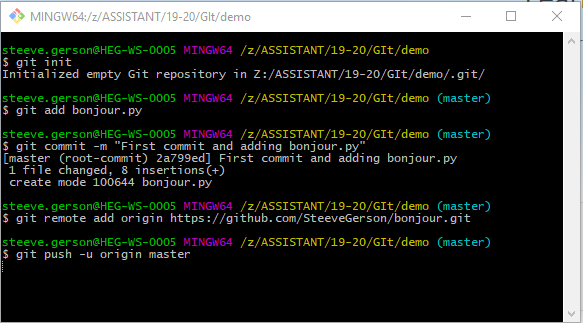 MINGW64:/z/ASSISTANT/19-20/GIt/demo
steeve.gerson@HEG-WS-0005 MINGW64 /z/ASSISTANT/19-20/GIt/demo
$ git init
Initialized empty Git repository in Z:/ASSISTANT/19-20/GIt/demo/.git/
steeve.gerson@HEG-WS-0005 MINGW64 /z/ASSISTANT/19-20/GIt/demo (master)
$ git add bonjour.py
steeve.gerson@HEG-WS-0005 MINGW64 /z/ASSISTANT/19-20/GIt/demo (master)
$ git commit -m "First commit and adding bonjour.py"
[master (root-commit) 2a799ed] First commit and adding bonjour.py
1 file changed, 8 insertions(+)
create mode 100644 bonjour.py
steeve.gerson@HEG-WS-0005 MINGW64 /z/ASSISTANT/19-20/GIt/demo (master)
$ git remote add origin https://github.com/SteeveGerson/bonjour.git
steeve.gerson@HEG-WS-0005 MINGW64 /z/ASSISTANT/19-20/GIt/demo (master)
$ git push -u origin master